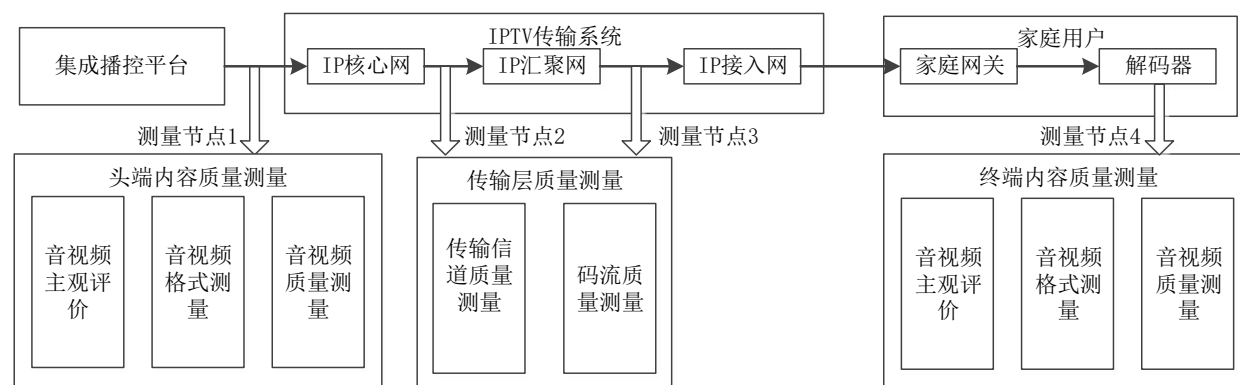 IPTV传输系统
家庭用户
集成播控平台
IP核心网
IP汇聚网
IP接入网
家庭网关
解码器
测量节点1
测量节点2
测量节点3
测量节点4
头端内容质量测量
音视频
主观评
价
音视频
格式测
量
音视频
质量测
量
传输层质量测量
传输信
道质量
测量
码流质
量测量
终端内容质量测量
音视频
主观评
价
音视频
格式测
量
音视频
质量测
量